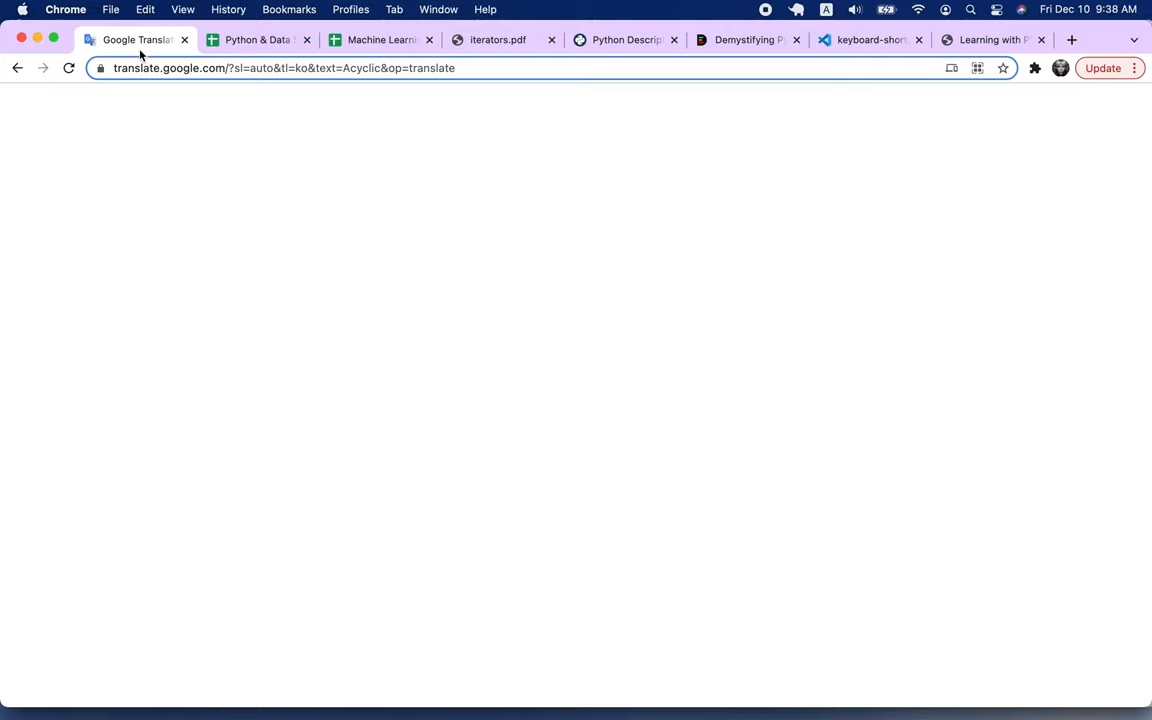 Chrome File Edit View History Bookmarks Profiles Tab Window Help A Fri Dec 10 9:38 AM
Google Translat Python & Data S Machine Learni iterators.pdf Python Descrip Demystifying Py keyboard-short Learning with P
translate.google.com/?sl=auto&tl=ko&text=Acyclic&op=translate Update